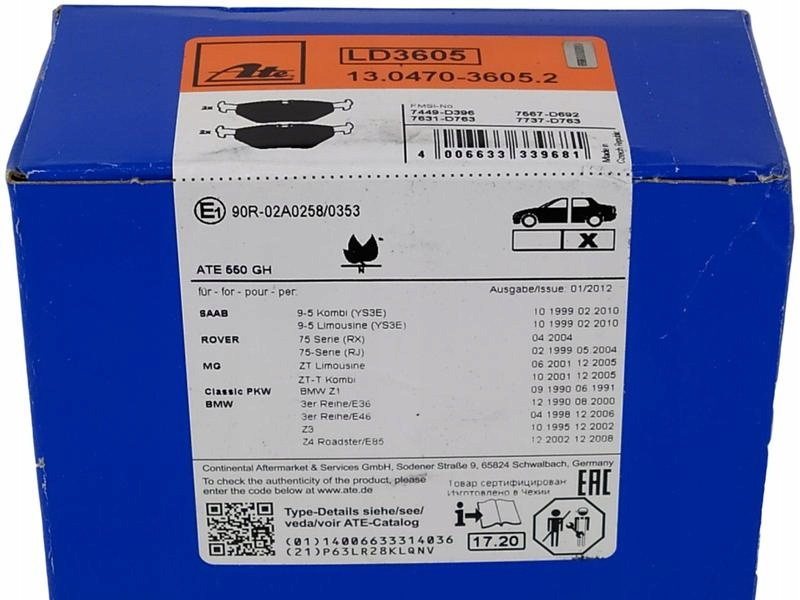 Ate
LD3605
13.0470-3605.2
2x
2x
FMSI-No
7449-D396 7567-D692
7631-D763 7737-D763
4 006633 339681
Made in
Czech Republic
E1 90R-02A0258/0353
X
N
ATE 550 GH
für - for - pour - per: Ausgabe/Issue: 01/2012
SAAB 9-5 Kombi (YS3E) 10 1999 02 2010
9-5 Limousine (YS3E) 10 1999 02 2010
ROVER 75 Serie (RX) 04 2004
75-Serie (RJ) 02 1999 05 2004
MG ZT Limousine 06 2001 12 2005
ZT-T Kombi 10 2001 12 2005
Classic PKW BMW Z1 09 1990 06 1991
BMW 3er Reihe/E36 12 1990 08 2000
3er Reihe/E46 04 1998 12 2006
Z3 10 1995 12 2002
Z4 Roadster/E85 12 2002 12 2008
Continental Aftermarket & Services GmbH, Sodener Straße 9, 65824 Schwalbach, Germany
To check the authenticity of the product, please
enter the code below at www.ate.de
Товар сертифицирован
Изготовлено в Чехии
EAC
Type-Details siehe/see/
veda/voir ATE-Catalog
(01)14006633314036
(21)P63LR28KLQNV
i
17.20